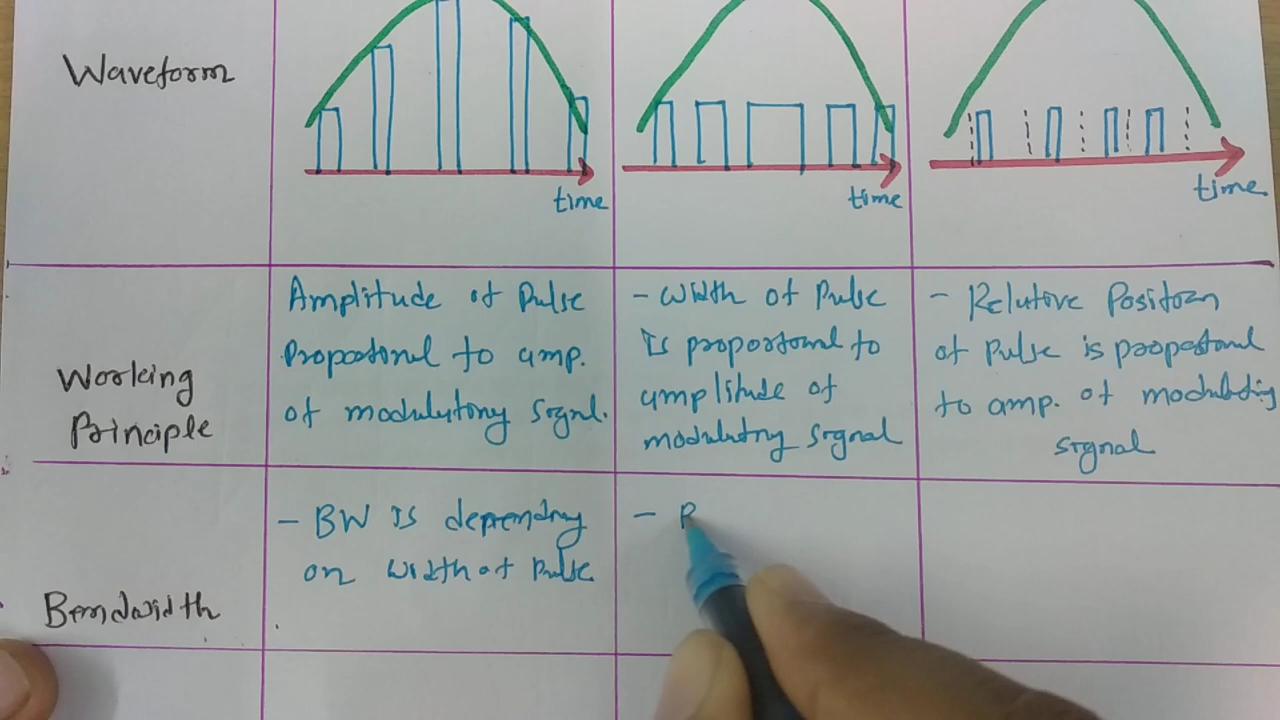 Waveform
time
time
time
Working
Principle
Amplitude of Pulse
Proportional to amp.
of modulating signal.
- Width of Pulse
is proportional to
amplitude of
modulating signal
- Relative Position
of Pulse is proportional
to amp. of modulating
signal
Bandwidth
- BW is depending
on width of Pulse
- B